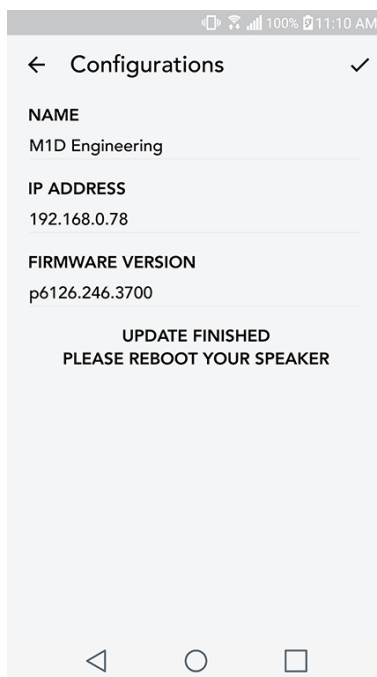 100% 11:10 AM
Configurations
NAME
M1D Engineering
IP ADDRESS
192.168.0.78
FIRMWARE VERSION
p6126.246.3700
UPDATE FINISHED
PLEASE REBOOT YOUR SPEAKER